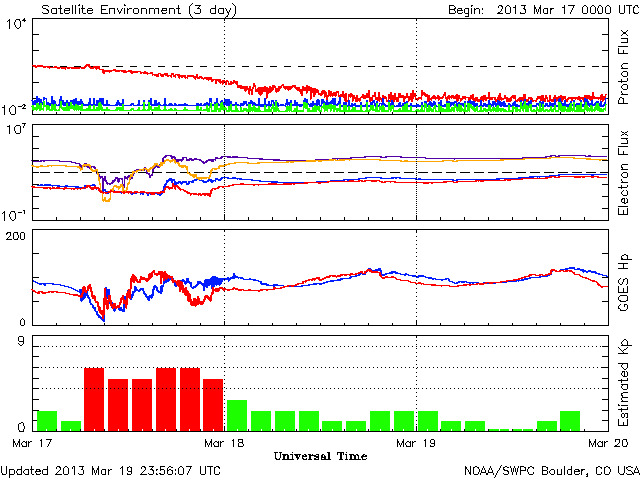 Satellite Environment (3 day)
Begin: 2013 Mar 17 0000 UTC
10^4
10^-2
Proton Flux
10^7
10^-1
Electron Flux
200
0
GOES Hp
9
0
Estimated Kp
Mar 17
Mar 18
Mar 19
Mar 20
Universal Time
Updated 2013 Mar 19 23:56:07 UTC
NOAA/SWPC Boulder, CO USA